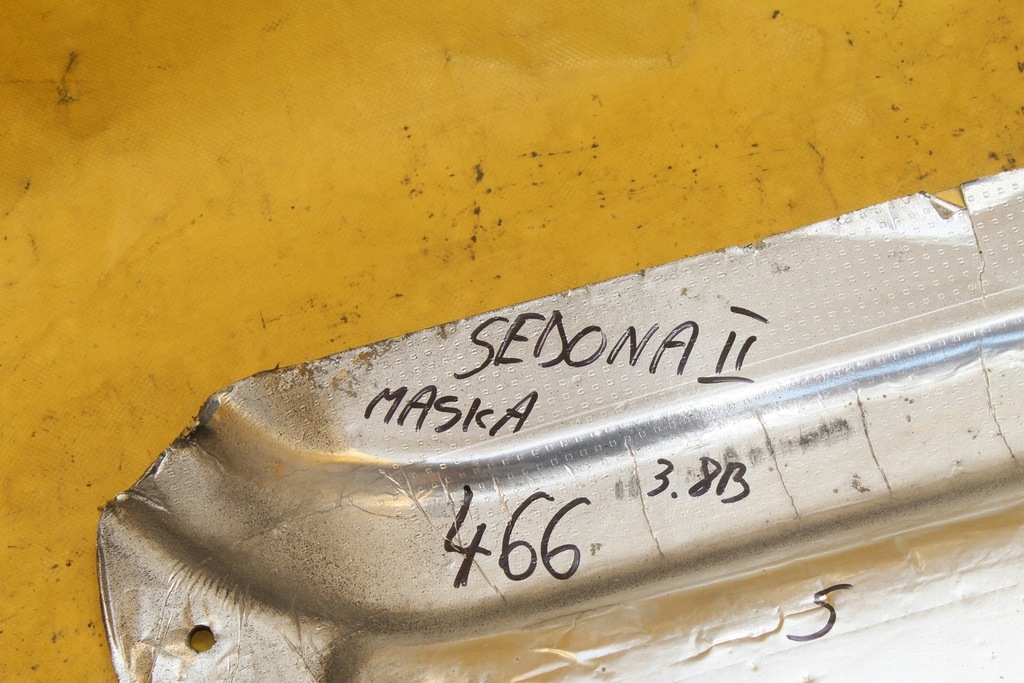 SEDONA II
MASKA
3.8B
466
5